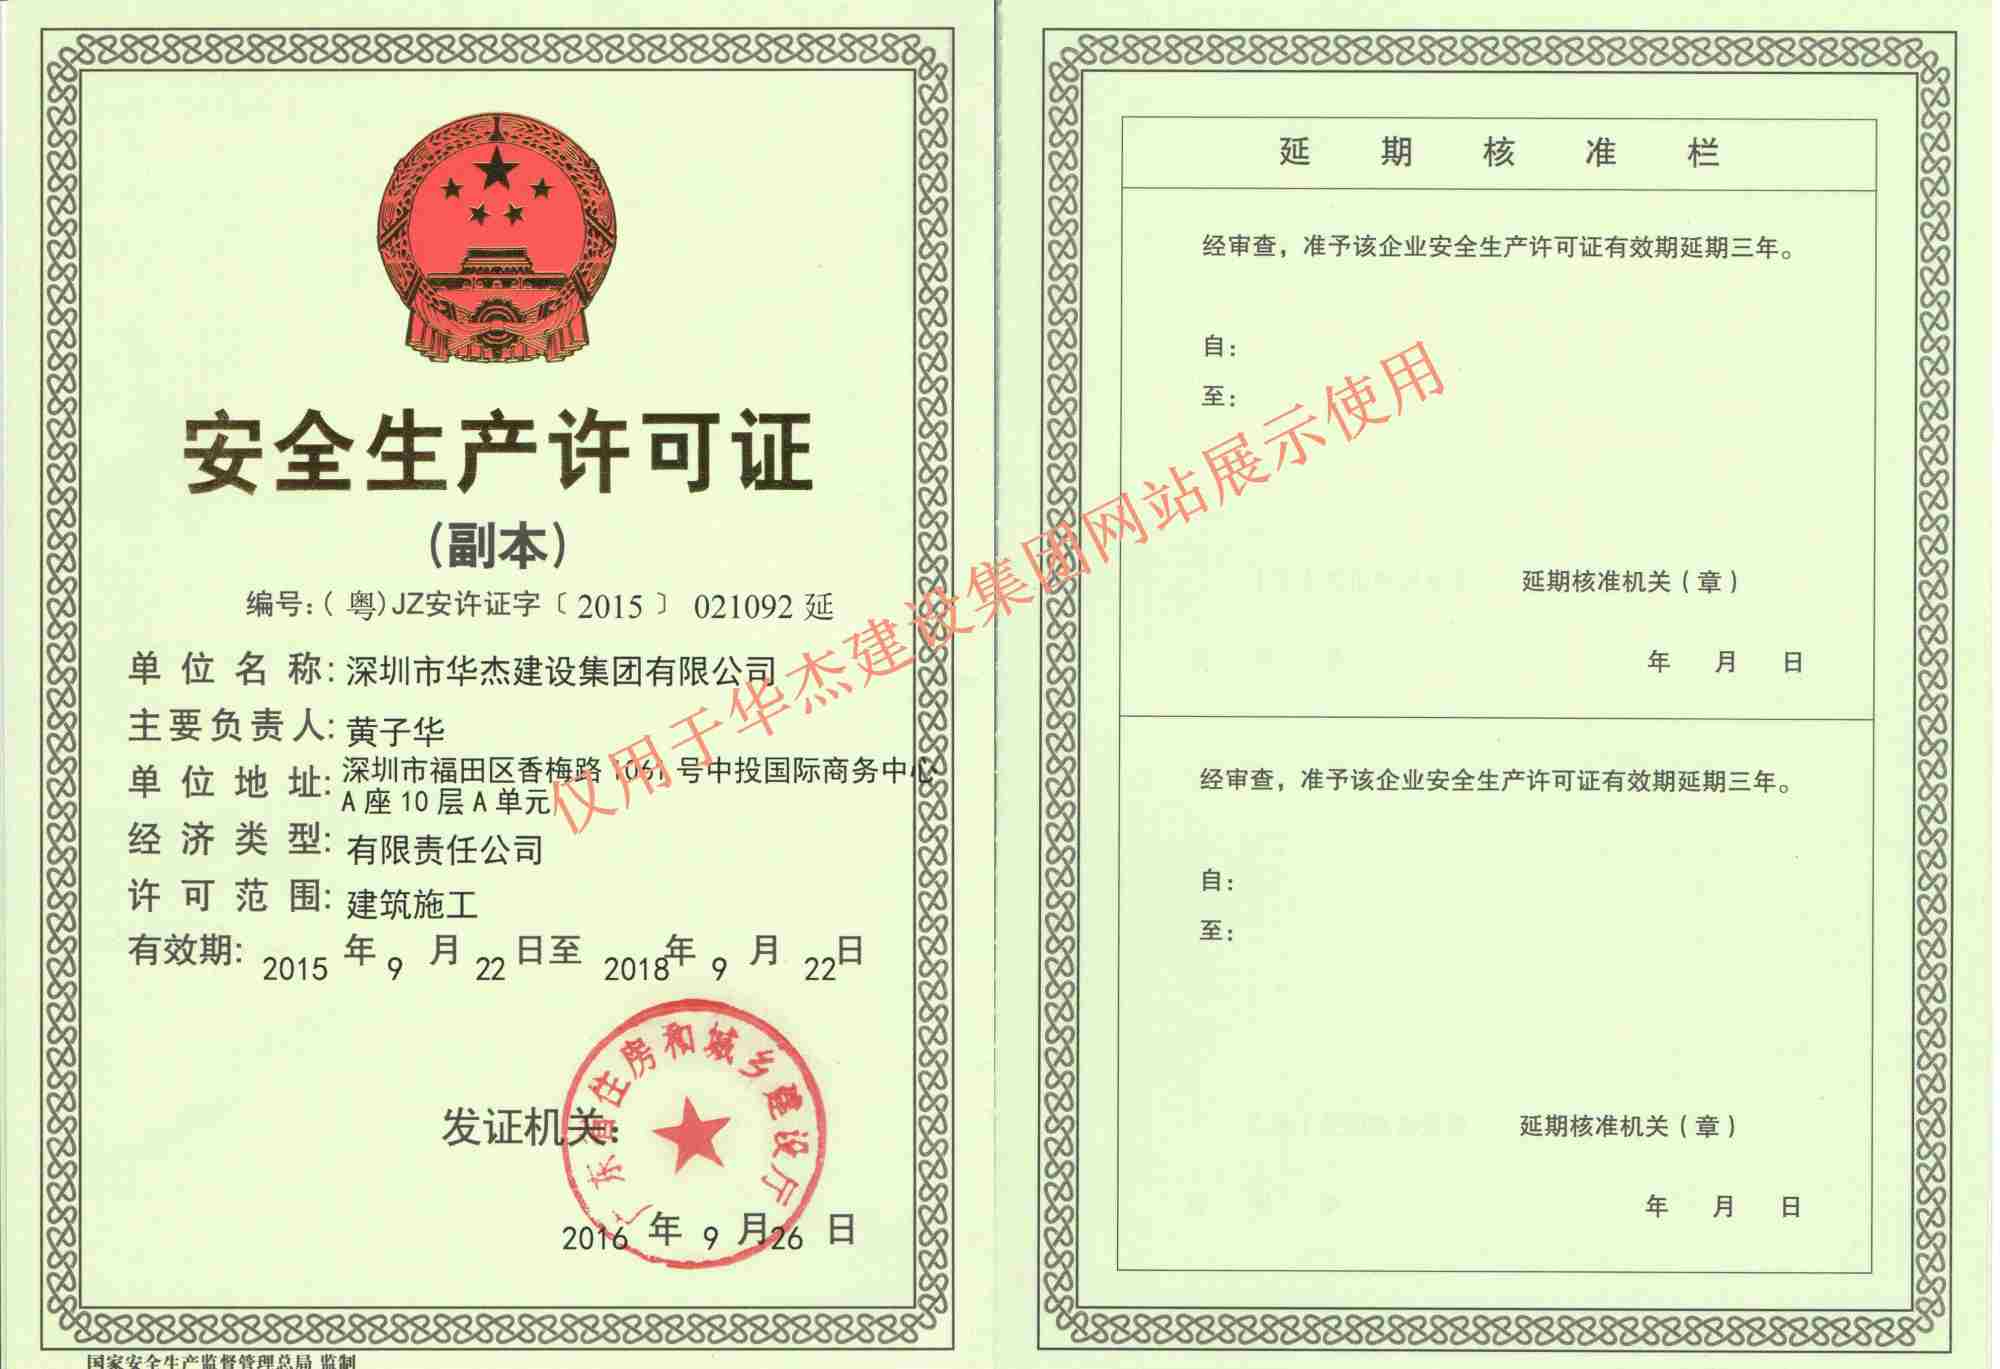 安全生产许可证
(副本)
编号:(粤)JZ安许证字〔2015〕021092延
单位名称: 深圳市华杰建设集团有限公司
主要负责人: 黄子华
单位地址: 深圳市福田区香梅路1061号中投国际商务中心
A座10层A单元
经济类型: 有限责任公司
许可范围: 建筑施工
有效期: 2015年9月22日至2018年9月22日
发证机关:
广东省住房和城乡建设厅
2016年9月26日
国家安全生产监督管理总局 监制
仅用于华杰建设集团网站展示使用
延期核准栏
经审查，准予该企业安全生产许可证有效期延期三年。
自:
至:
延期核准机关(章)
年 月 日
经审查，准予该企业安全生产许可证有效期延期三年。
自:
至:
延期核准机关(章)
年 月 日